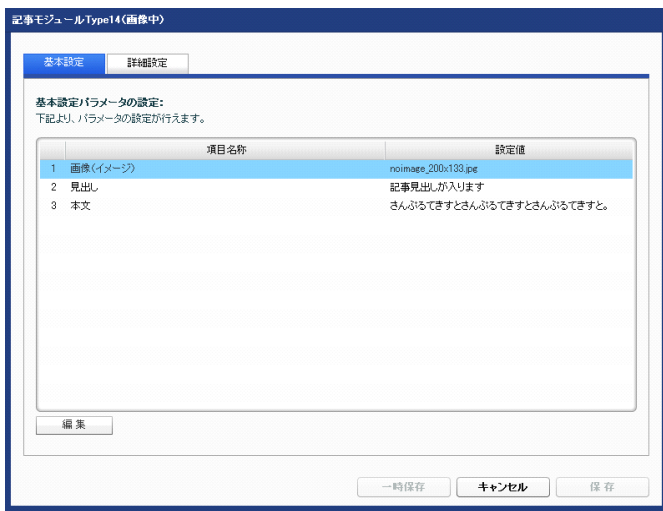 記事モジュールType14(画像中)
基本設定 詳細設定
基本設定パラメータの設定:
下記より、パラメータの設定が行えます。
項目名称 設定値
1 画像(イメージ) noimage_200x133.jpg
2 見出し 記事見出しが入ります
3 本文 さんぷるてきすとさんぷるてきすとさんぷるてきすと。
編集
一時保存 キャンセル 保存